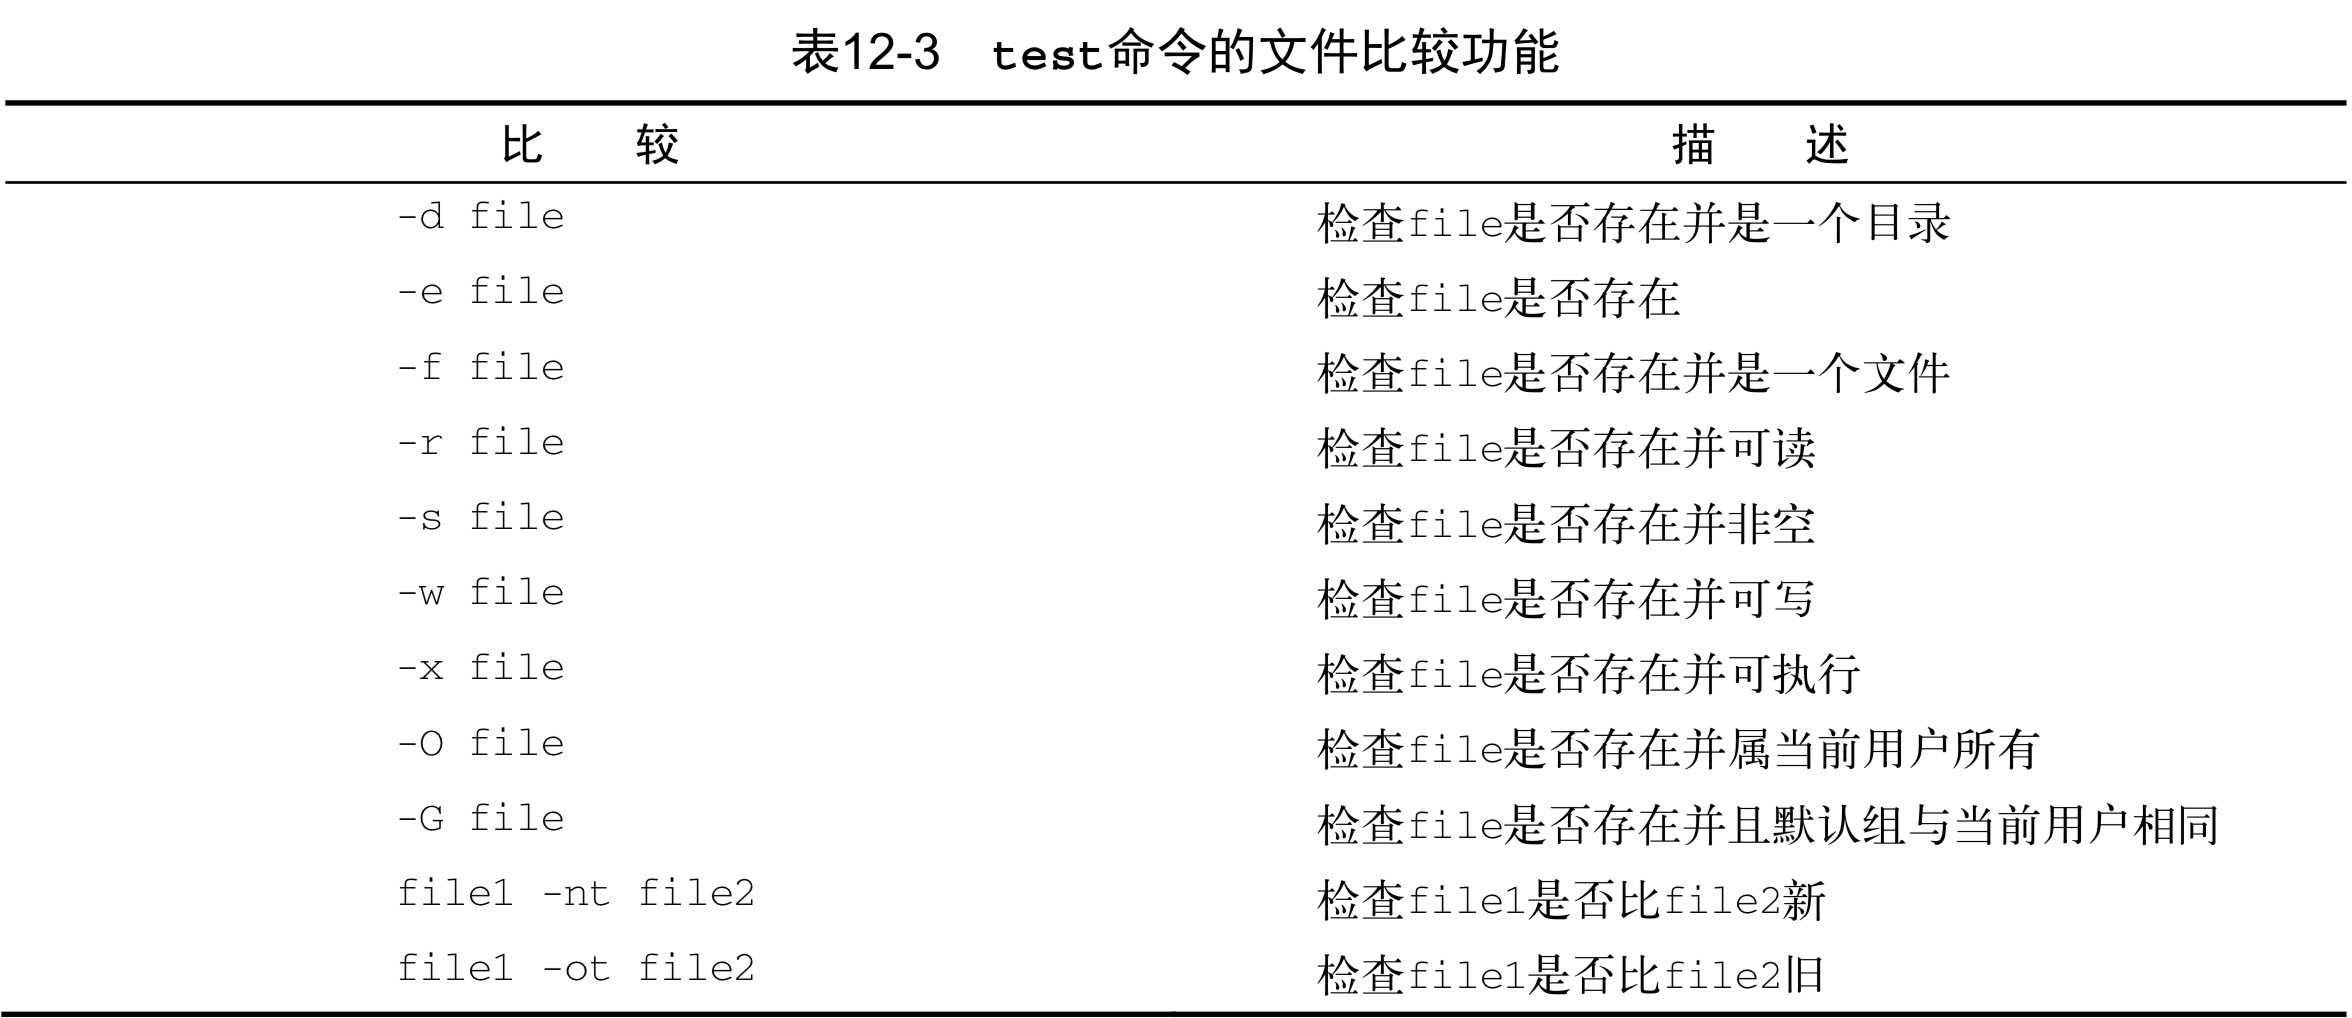 表12-3 test命令的文件比较功能
比 较 描 述
-d file 检查file是否存在并是一个目录
-e file 检查file是否存在
-f file 检查file是否存在并是一个文件
-r file 检查file是否存在并可读
-s file 检查file是否存在并非空
-w file 检查file是否存在并可写
-x file 检查file是否存在并可执行
-O file 检查file是否存在并属当前用户所有
-G file 检查file是否存在并且默认组与当前用户相同
file1 -nt file2 检查file1是否比file2新
file1 -ot file2 检查file1是否比file2旧